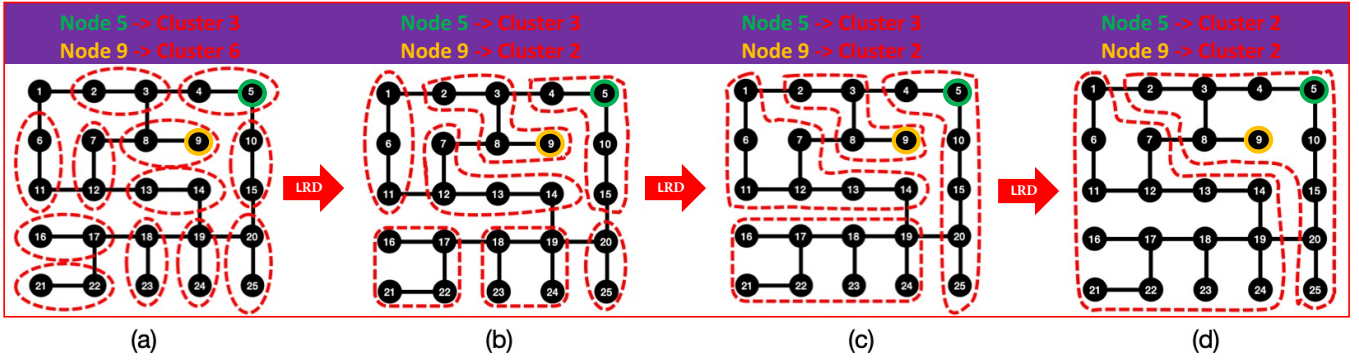 Node 5 -> Cluster 3
Node 9 -> Cluster 6
Node 5 -> Cluster 3
Node 9 -> Cluster 2
Node 5 -> Cluster 3
Node 9 -> Cluster 2
Node 5 -> Cluster 2
Node 9 -> Cluster 2
1 2 3 4 5
6 7 8 9 10
11 12 13 14 15
16 17 18 19 20
21 22 23 24 25
LRD
1 2 3 4 5
6 7 8 9 10
11 12 13 14 15
16 17 18 19 20
21 22 23 24 25
LRD
1 2 3 4 5
6 7 8 9 10
11 12 13 14 15
16 17 18 19 20
21 22 23 24 25
LRD
1 2 3 4 5
6 7 8 9 10
11 12 13 14 15
16 17 18 19 20
21 22 23 24 25
(a) (b) (c) (d)